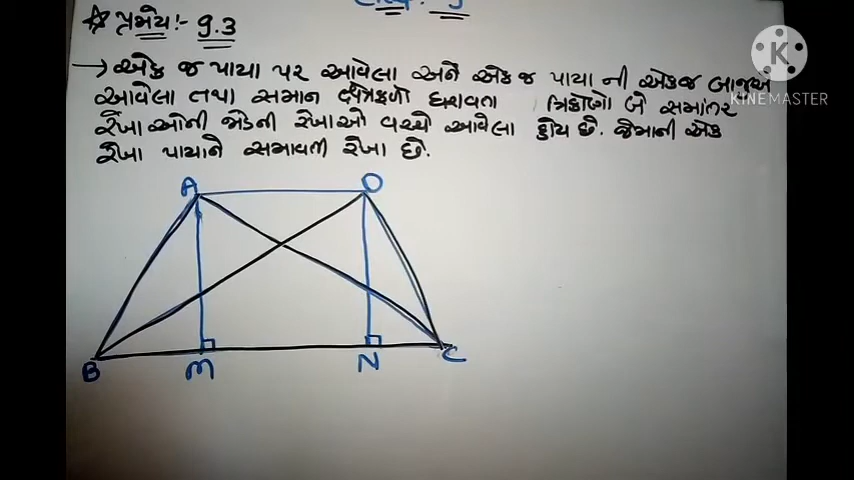 પ્રમેય:- 9.3
K
KINEMASTER
→ એક જ પાયા પર આવેલા અને એક જ પાયા ની એકજ બાજુએ
આવેલા તથા સમાન ક્ષેત્રફળો ધરાવતા ત્રિકોણો બે સમાંતર
રેખાઓની જોડની રેખાઓ વચ્ચે આવેલા હોય છે. જેમાની એક
રેખા પાયાને સમાવતી રેખા છે.
A D
B M N C